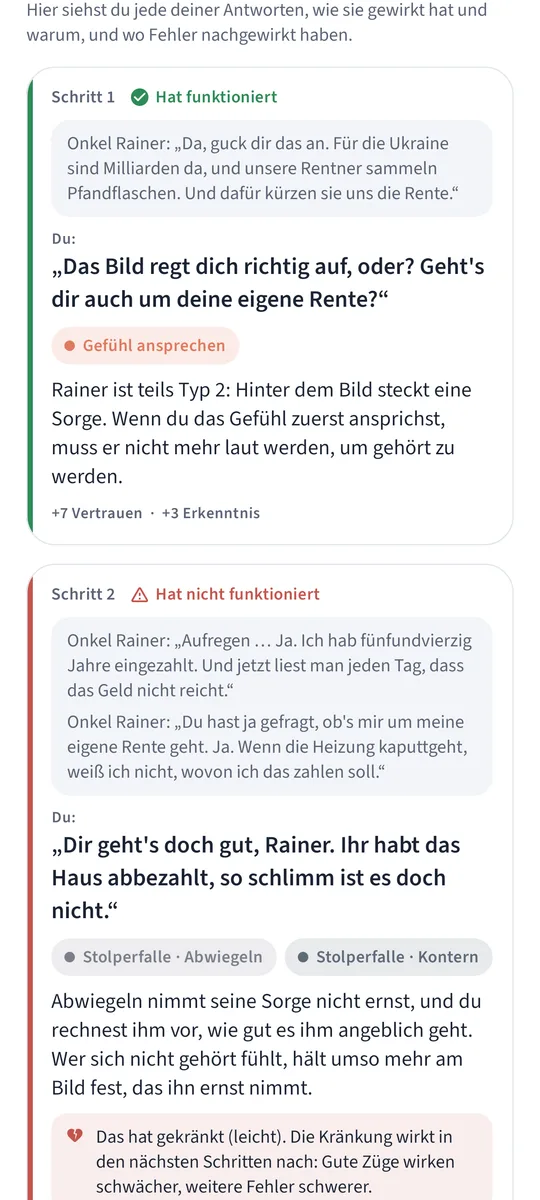 Hier siehst du jede deiner Antworten, wie sie gewirkt hat und
warum, und wo Fehler nachgewirkt haben.
Schritt 1 Hat funktioniert
Onkel Rainer: „Da, guck dir das an. Für die Ukraine
sind Milliarden da, und unsere Rentner sammeln
Pfandflaschen. Und dafür kürzen sie uns die Rente.“
Du:
„Das Bild regt dich richtig auf, oder? Geht's
dir auch um deine eigene Rente?“
Gefühl ansprechen
Rainer ist teils Typ 2: Hinter dem Bild steckt eine
Sorge. Wenn du das Gefühl zuerst ansprichst,
muss er nicht mehr laut werden, um gehört zu
werden.
+7 Vertrauen · +3 Erkenntnis
Schritt 2 Hat nicht funktioniert
Onkel Rainer: „Aufregen … Ja. Ich hab fünfundvierzig
Jahre eingezahlt. Und jetzt liest man jeden Tag, dass
das Geld nicht reicht.“
Onkel Rainer: „Du hast ja gefragt, ob's mir um meine
eigene Rente geht. Ja. Wenn die Heizung kaputtgeht,
weiß ich nicht, wovon ich das zahlen soll.“
Du:
„Dir geht's doch gut, Rainer. Ihr habt das
Haus abbezahlt, so schlimm ist es doch
nicht.“
Stolperfalle · Abwiegeln Stolperfalle · Kontern
Abwiegeln nimmt seine Sorge nicht ernst, und du
rechnest ihm vor, wie gut es ihm angeblich geht.
Wer sich nicht gehört fühlt, hält umso mehr am
Bild fest, das ihn ernst nimmt.
Das hat gekränkt (leicht). Die Kränkung wirkt in
den nächsten Schritten nach: Gute Züge wirken
schwächer, weitere Fehler schwerer.